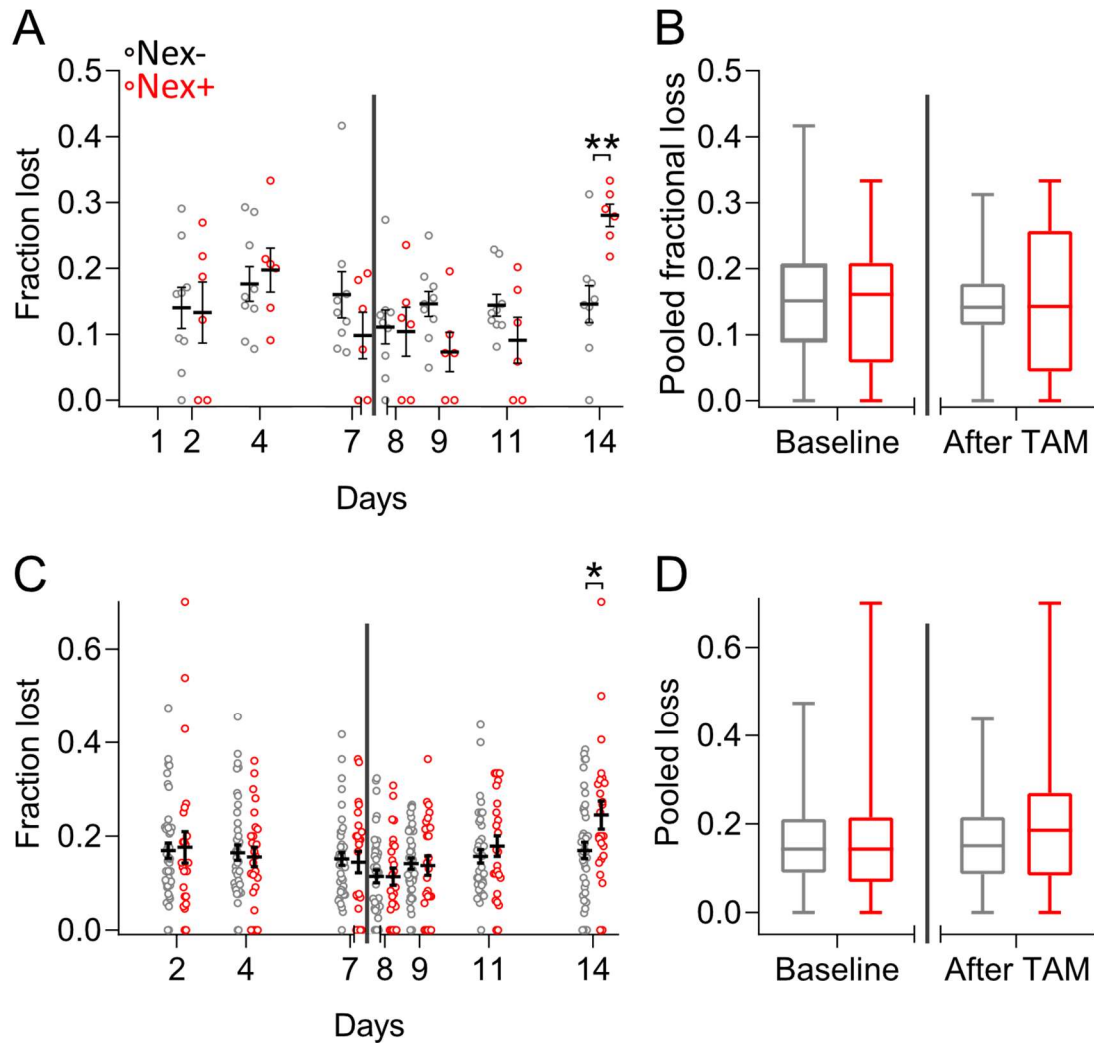 A
Nex-
Nex+
Fraction lost
0.5
0.4
0.3
0.2
0.1
0.0
**
1 2 4 7 8 9 11 14
Days
B
Pooled fractional loss
0.5
0.4
0.3
0.2
0.1
0.0
Baseline After TAM
C
Fraction lost
0.6
0.4
0.2
0.0
*
2 4 7 8 9 11 14
Days
D
Pooled loss
0.6
0.4
0.2
0.0
Baseline After TAM